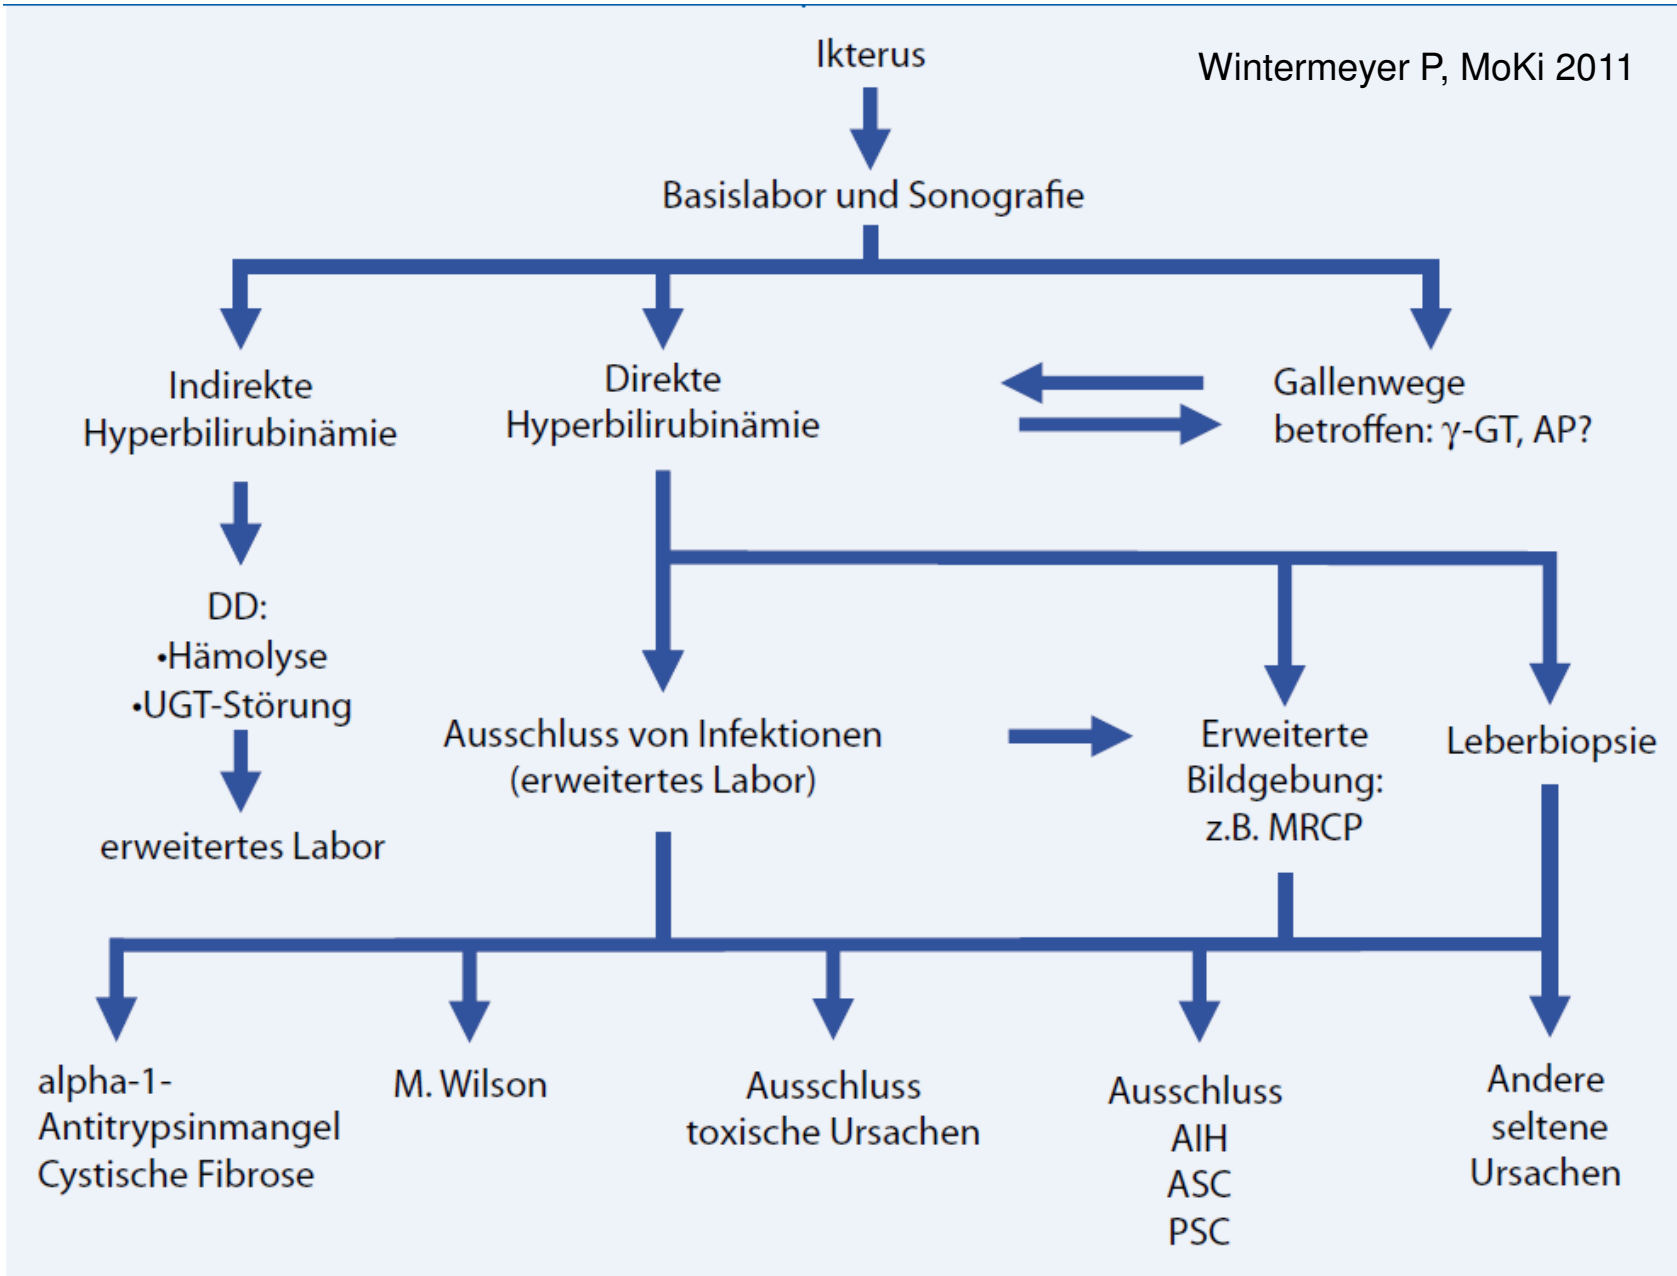 Ikterus
Wintermeyer P, MoKi 2011
Basislabor und Sonografie
Indirekte
Hyperbilirubinämie
Direkte
Hyperbilirubinämie
Gallenwege
betroffen: γ-GT, AP?
DD:
•Hämolyse
•UGT-Störung
erweitertes Labor
Ausschluss von Infektionen
(erweitertes Labor)
Erweiterte
Bildgebung:
z.B. MRCP
Leberbiopsie
alpha-1-
Antitrypsinmangel
Cystische Fibrose
M. Wilson
Ausschluss
toxische Ursachen
Ausschluss
AIH
ASC
PSC
Andere
seltene
Ursachen